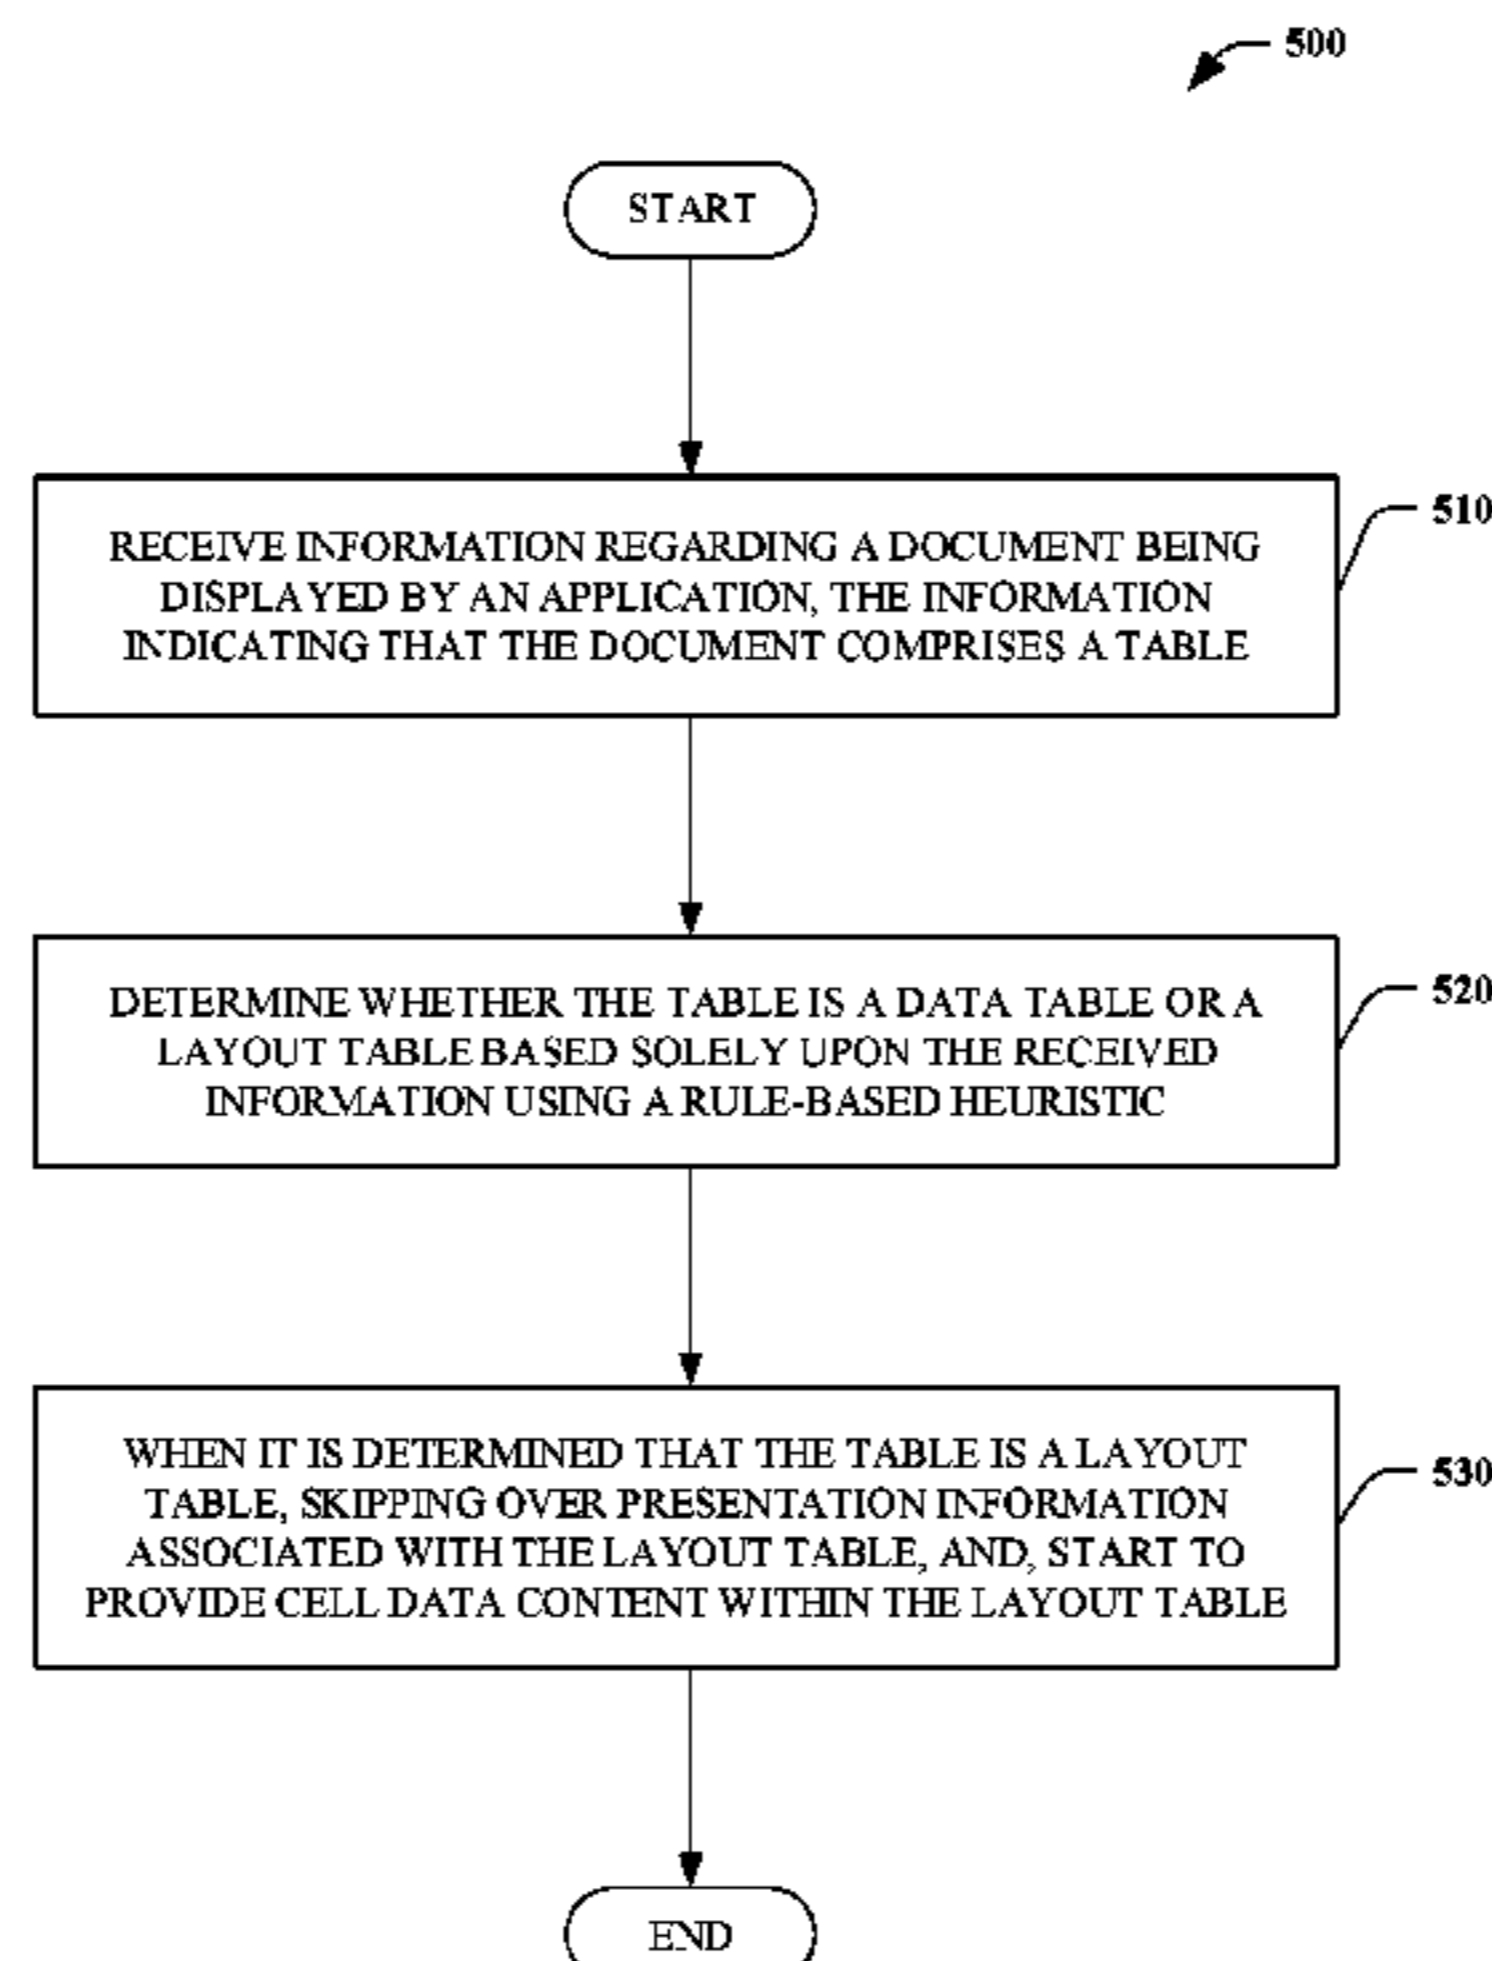 500
START
RECEIVE INFORMATION REGARDING A DOCUMENT BEING
DISPLAYED BY AN APPLICATION, THE INFORMATION
INDICATING THAT THE DOCUMENT COMPRISES A TABLE
510
DETERMINE WHETHER THE TABLE IS A DATA TABLE OR A
LAYOUT TABLE BASED SOLELY UPON THE RECEIVED
INFORMATION USING A RULE-BASED HEURISTIC
520
WHEN IT IS DETERMINED THAT THE TABLE IS A LAYOUT
TABLE, SKIPPING OVER PRESENTATION INFORMATION
ASSOCIATED WITH THE LAYOUT TABLE, AND, START TO
PROVIDE CELL DATA CONTENT WITHIN THE LAYOUT TABLE
530
END